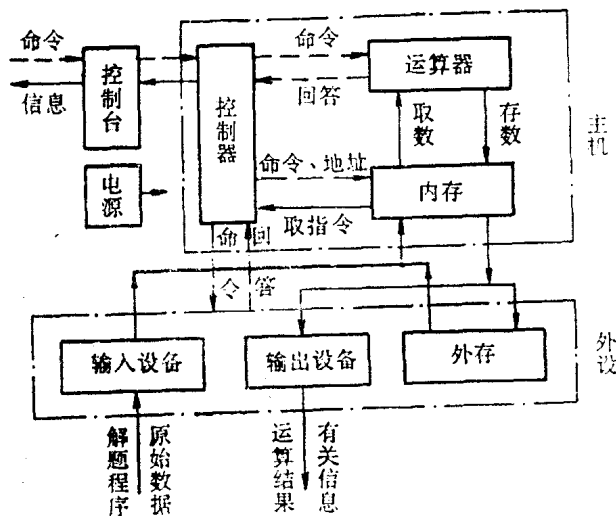 命令
信息
控制台
电源
控制器
命令
回答
运算器
取数
存数
主机
命令、地址
取指令
内存
命令
回答
输入设备
输出设备
外存
外设
解题程序
原始数据
运算结果
有关信息